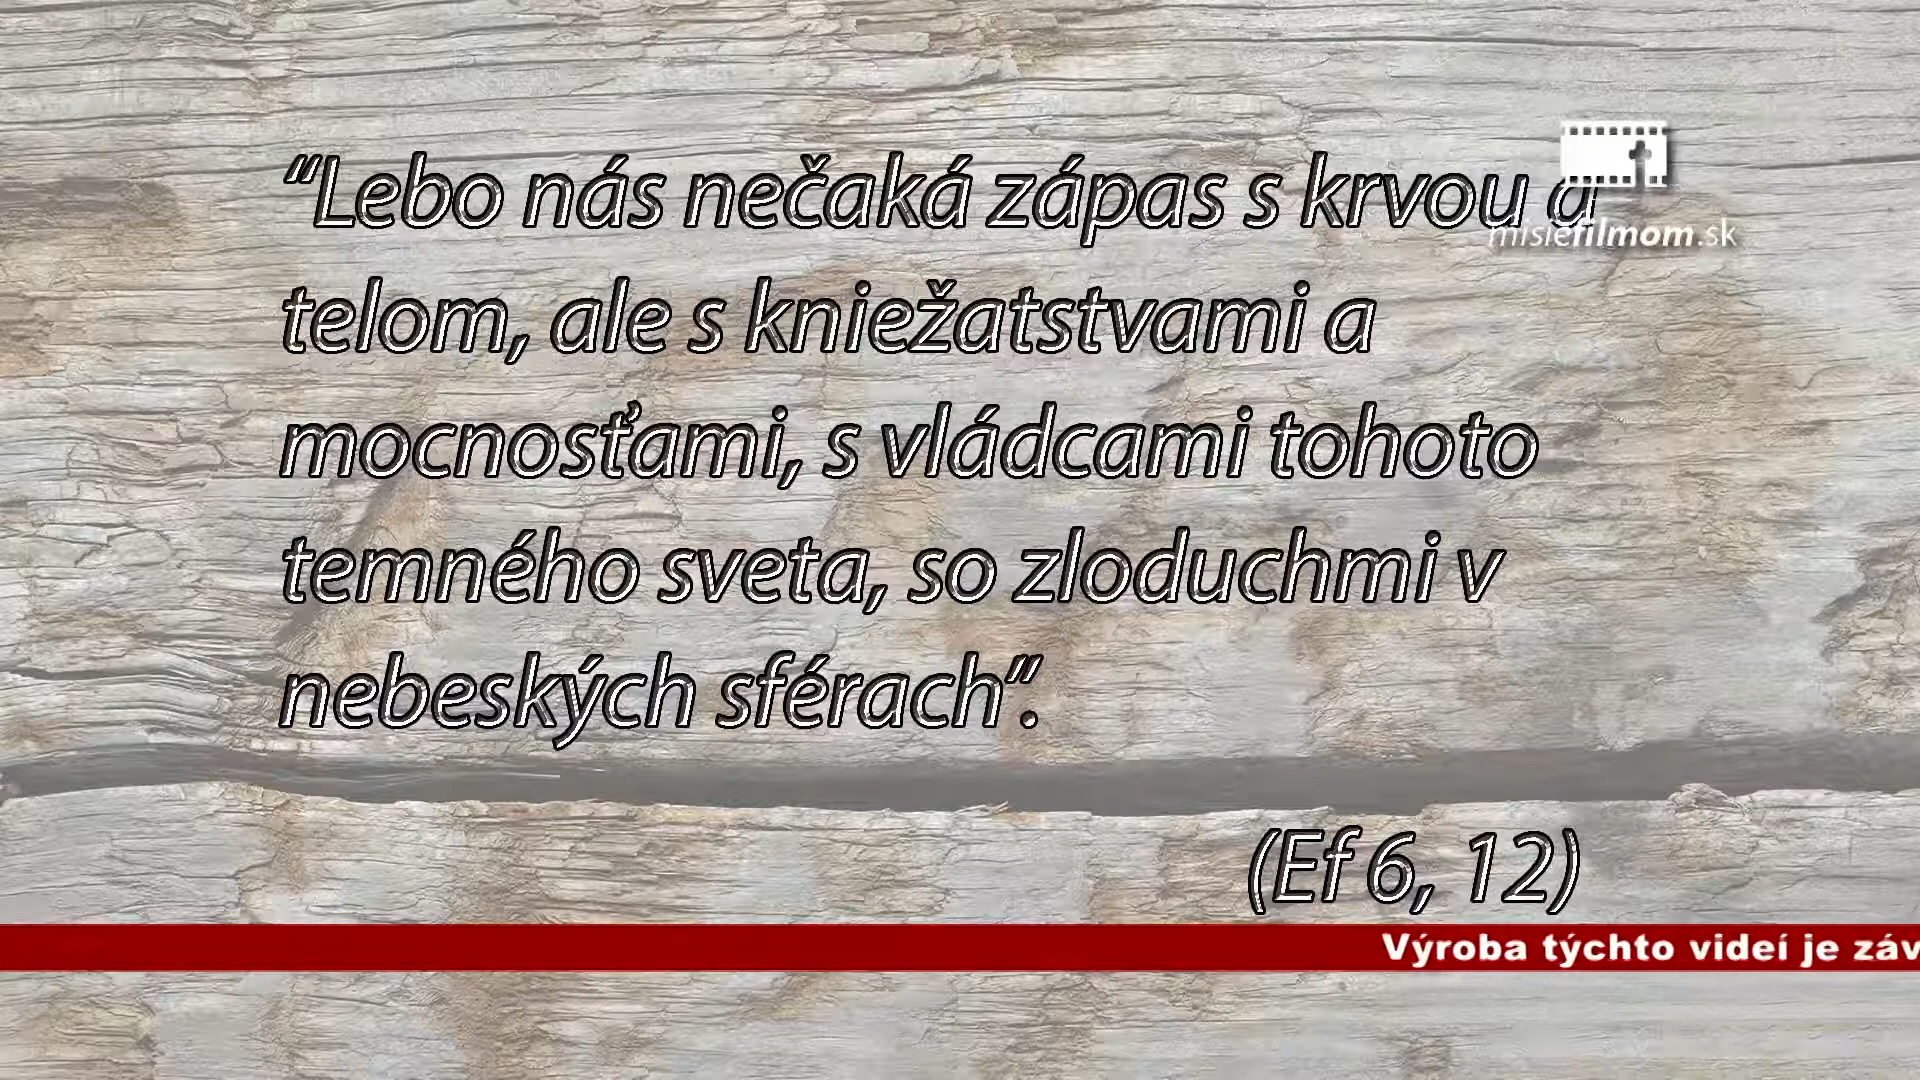 “Lebo nás nečaká zápas s krvou a
misiefilmom.sk
telom, ale s kniežatstvami a
mocnosťami, s vládcami tohoto
temného sveta, so zloduchmi v
nebeských sférach”.
(Ef 6, 12)
Výroba týchto videí je záv